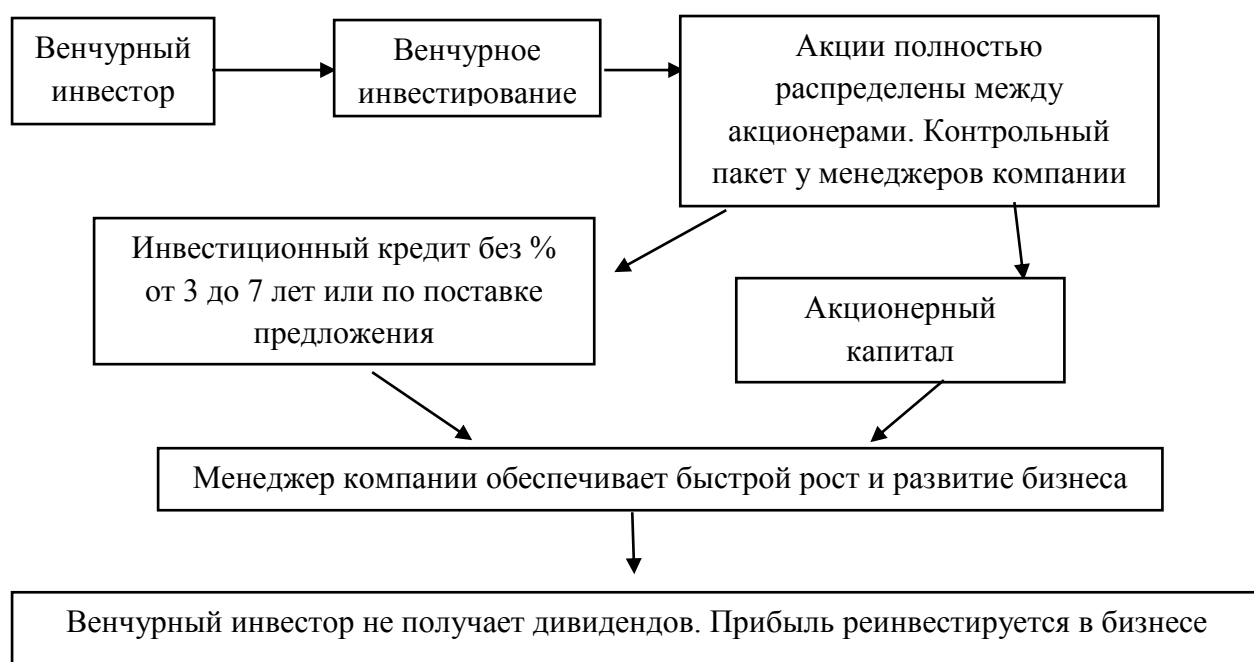 Венчурный
инвестор
Венчурное
инвестирование
Акции полностью
распределены между
акционерами. Контрольный
пакет у менеджеров компании
Инвестиционный кредит без %
от 3 до 7 лет или по поставке
предложения
Акционерный
капитал
Менеджер компании обеспечивает быстрой рост и развитие бизнеса
Венчурный инвестор не получает дивидендов. Прибыль реинвестируется в бизнесе